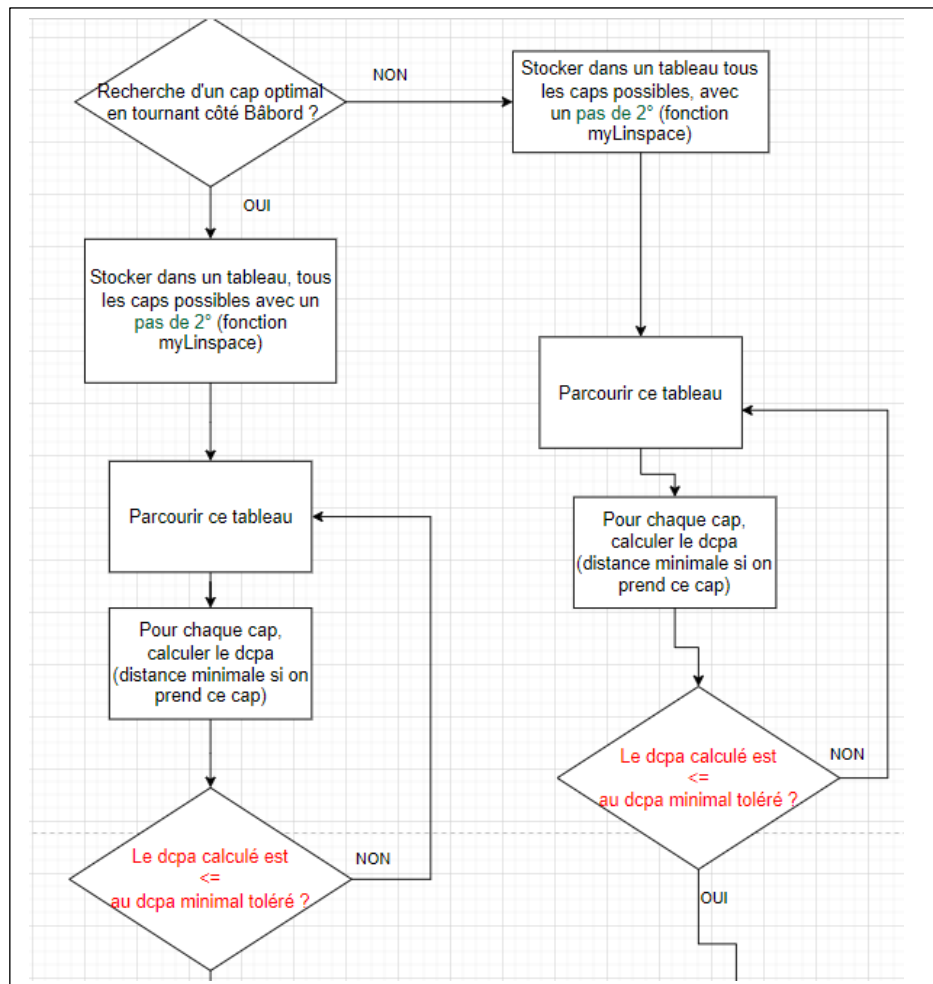 Recherche d'un cap optimal
en tournant côté Bâbord ?
NON
Stocker dans un tableau tous
les caps possibles, avec
un pas de 2° (fonction
myLinspace)
OUI
Stocker dans un tableau, tous
les caps possibles avec un
pas de 2° (fonction
myLinspace)
Parcourir ce tableau
Pour chaque cap,
calculer le dcpa
(distance minimale si on
prend ce cap)
Le dcpa calculé est
<=
au dcpa minimal toléré ?
NON
Parcourir ce tableau
Pour chaque cap,
calculer le dcpa
(distance minimale si on
prend ce cap)
Le dcpa calculé est
<=
au dcpa minimal toléré ?
NON
OUI